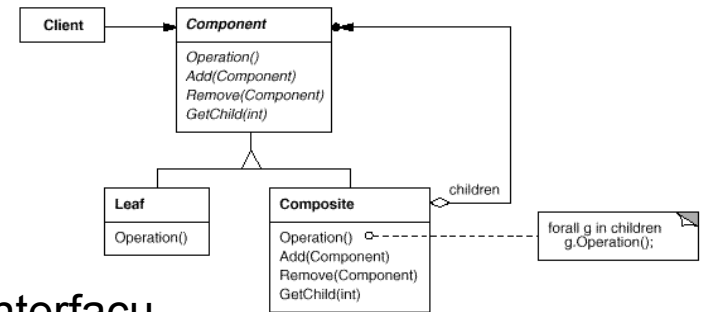 Client
Component
Operation()
Add(Component)
Remove(Component)
GetChild(int)
children
Leaf
Operation()
Composite
Operation()
Add(Component)
Remove(Component)
GetChild(int)
forall g in children
g.Operation();